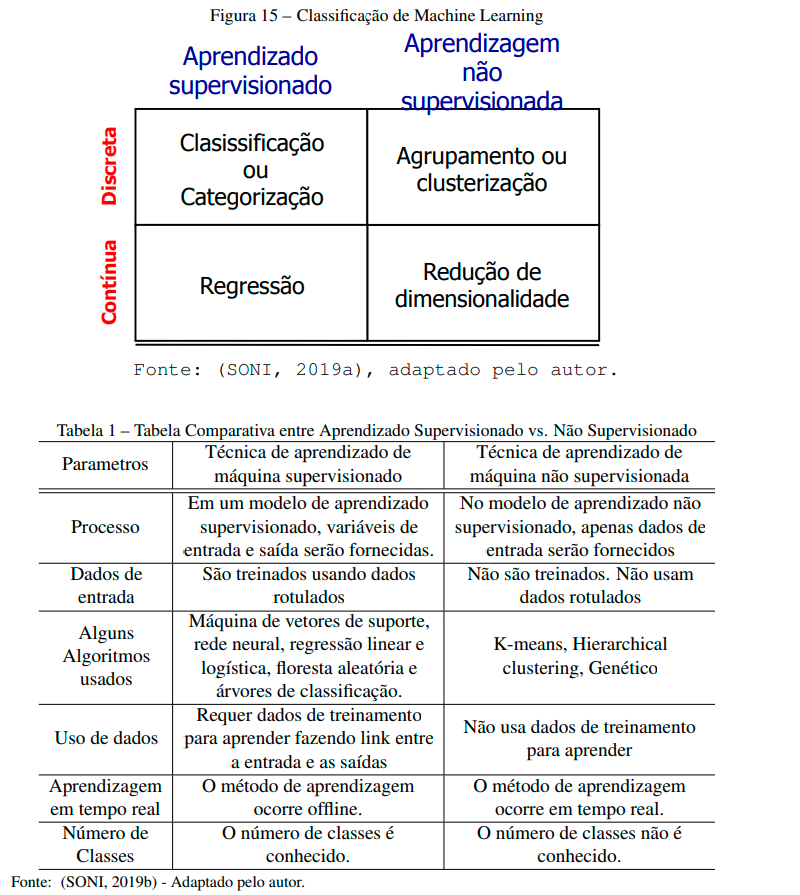 Figura 15 – Classificação de Machine Learning
Aprendizado
supervisionado
Aprendizagem
não
supervisionada
Discreta
Clasissificação
ou
Categorização
Agrupamento ou
clusterização
Contínua
Regressão
Redução de
dimensionalidade
Fonte: (SONI, 2019a), adaptado pelo autor.
Tabela 1 – Tabela Comparativa entre Aprendizado Supervisionado vs. Não Supervisionado
Parametros
Técnica de aprendizado de
máquina supervisionado
Técnica de aprendizado de
máquina não supervisionada
Processo
Em um modelo de aprendizado
supervisionado, variáveis de
entrada e saída serão fornecidas.
No modelo de aprendizado não
supervisionado, apenas dados de
entrada serão fornecidos
Dados de
entrada
São treinados usando dados
rotulados
Não são treinados. Não usam
dados rotulados
Alguns
Algoritmos
usados
Máquina de vetores de suporte,
rede neural, regressão linear e
logística, floresta aleatória e
árvores de classificação.
K-means, Hierarchical
clustering, Genético
Uso de dados
Requer dados de treinamento
para aprender fazendo link entre
a entrada e as saídas
Não usa dados de treinamento
para aprender
Aprendizagem
em tempo real
O método de aprendizagem
ocorre offline.
O método de aprendizagem
ocorre em tempo real.
Número de
Classes
O número de classes é
conhecido.
O número de classes não é
conhecido.
Fonte: (SONI, 2019b) - Adaptado pelo autor.